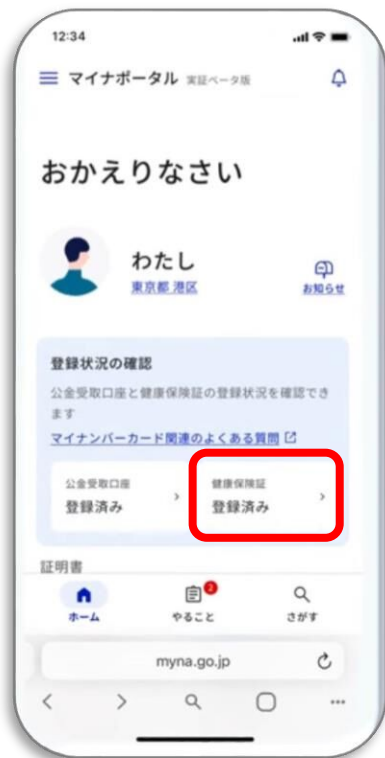 12:34
マイナポータル 実証ベータ版
おかえりなさい
わたし
東京都 港区
お知らせ
登録状況の確認
公金受取口座と健康保険証の登録状況を確認でき
ます
マイナンバーカード関連のよくある質問
公金受取口座
登録済み
健康保険証
登録済み
証明書
ホーム
2
やること
さがす
myna.go.jp